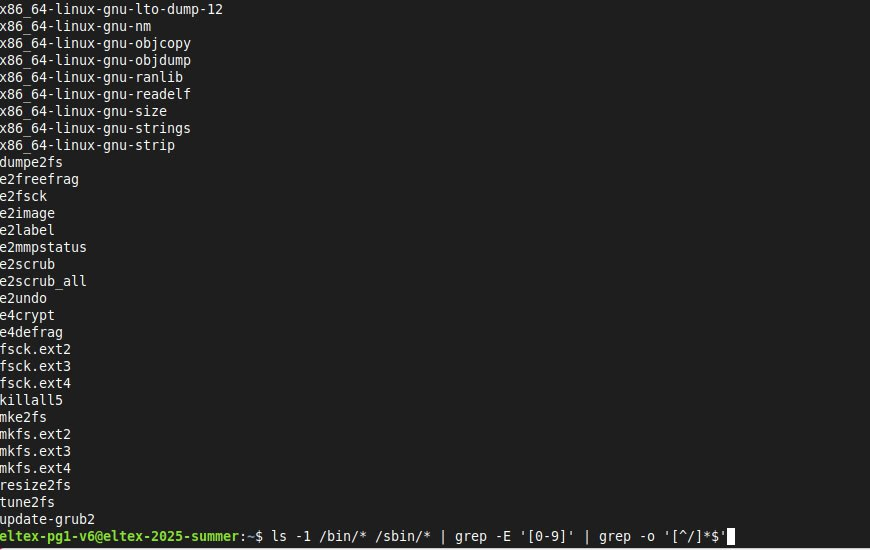 x86_64-linux-gnu-lto-dump-12
x86_64-linux-gnu-nm
x86_64-linux-gnu-objcopy
x86_64-linux-gnu-objdump
x86_64-linux-gnu-ranlib
x86_64-linux-gnu-readelf
x86_64-linux-gnu-size
x86_64-linux-gnu-strings
x86_64-linux-gnu-strip
dumpe2fs
e2freefrag
e2fsck
e2image
e2label
e2mmpstatus
e2scrub
e2scrub_all
e2undo
e4crypt
e4defrag
fsck.ext2
fsck.ext3
fsck.ext4
killall5
mke2fs
mkfs.ext2
mkfs.ext3
mkfs.ext4
resize2fs
tune2fs
update-grub2
eltex-pg1-v6@eltex-2025-summer:~$ ls -1 /bin/* /sbin/* | grep -E '[0-9]' | grep -o '[^/]*$'